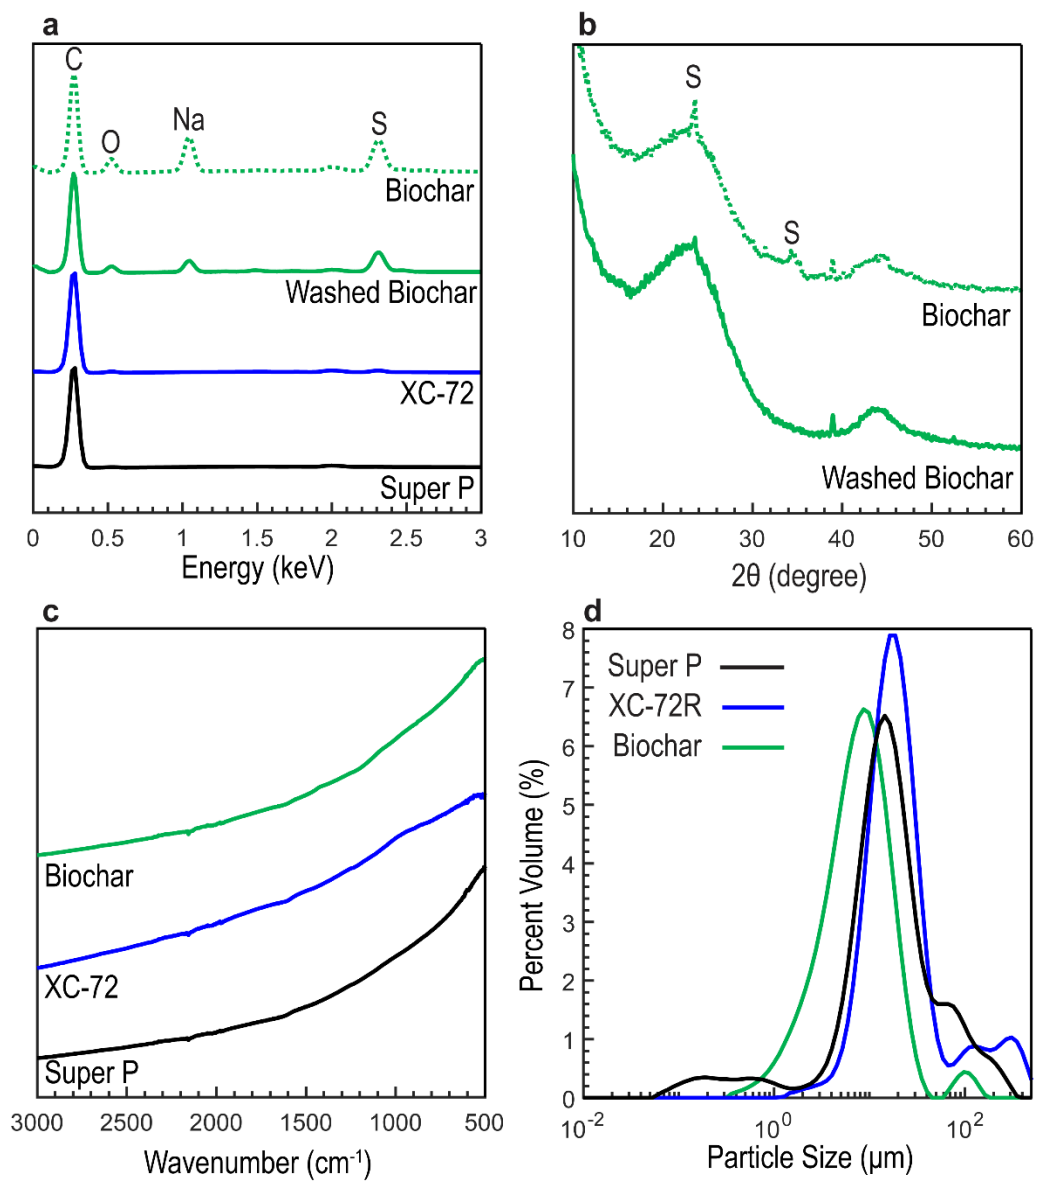 a
C
O
Na
S
Biochar
Washed Biochar
XC-72
Super P
0 0.5 1 1.5 2 2.5 3
Energy (keV)
b
S
S
Biochar
Washed Biochar
10 20 30 40 50 60
2θ (degree)
c
Biochar
XC-72
Super P
3000 2500 2000 1500 1000 500
Wavenumber (cm⁻¹)
d
Super P
XC-72R
Biochar
8
7
6
5
4
3
2
1
0
Percent Volume (%)
10⁻² 10⁰ 10²
Particle Size (μm)